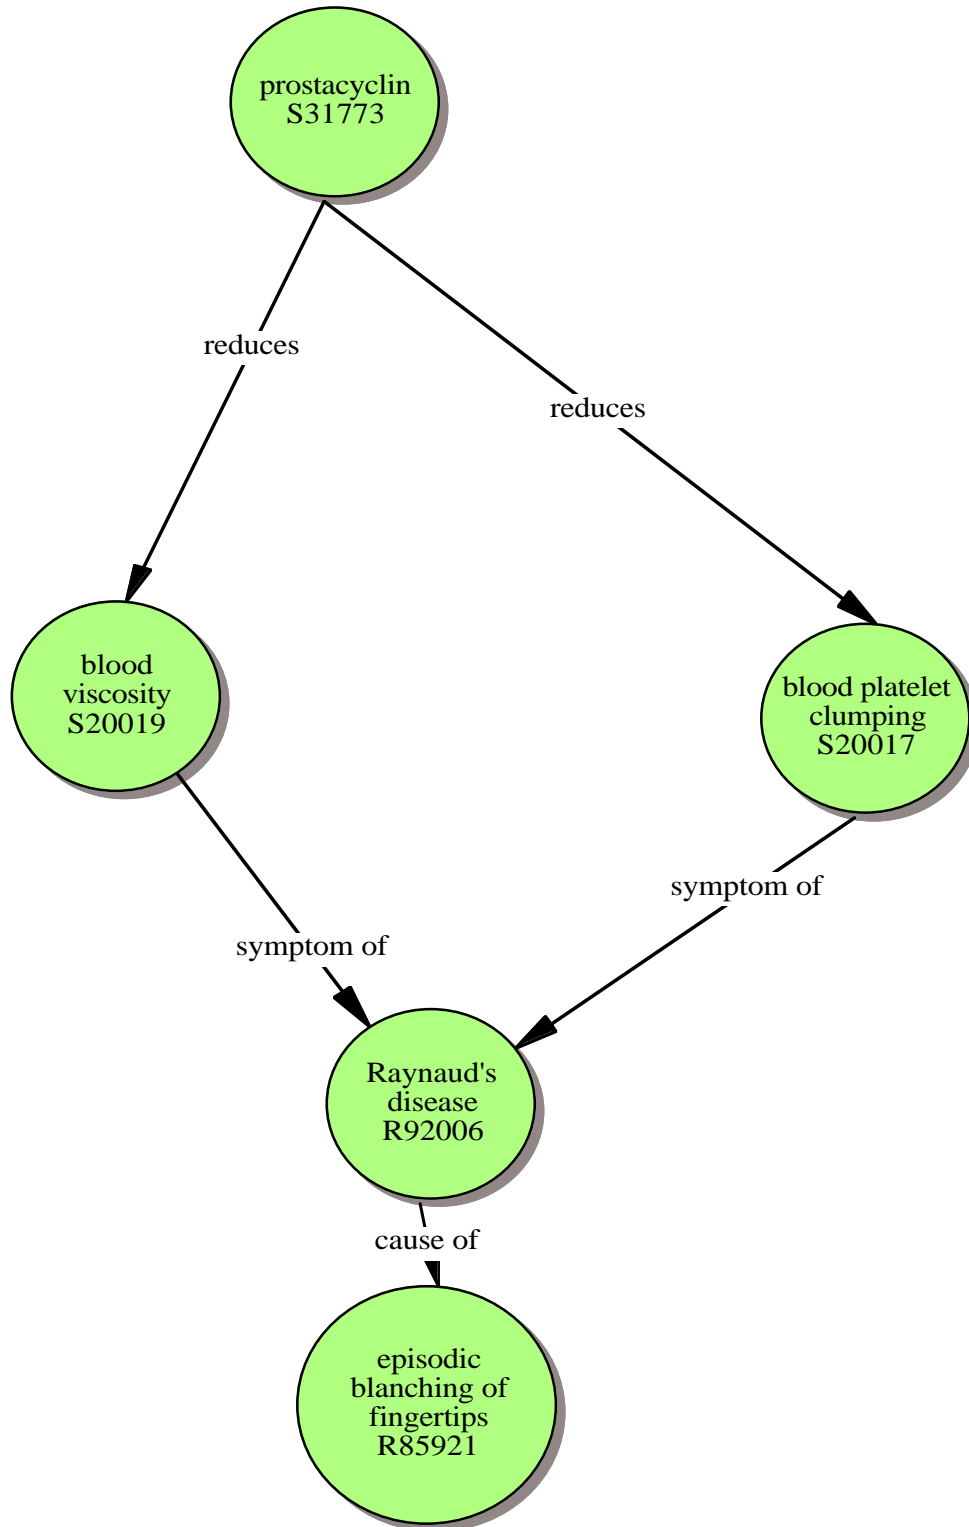 prostacyclin
S31773
reduces
reduces
blood
viscosity
S20019
blood platelet
clumping
S20017
symptom of
symptom of
Raynaud's
disease
R92006
cause of
episodic
blanching of
fingertips
R85921